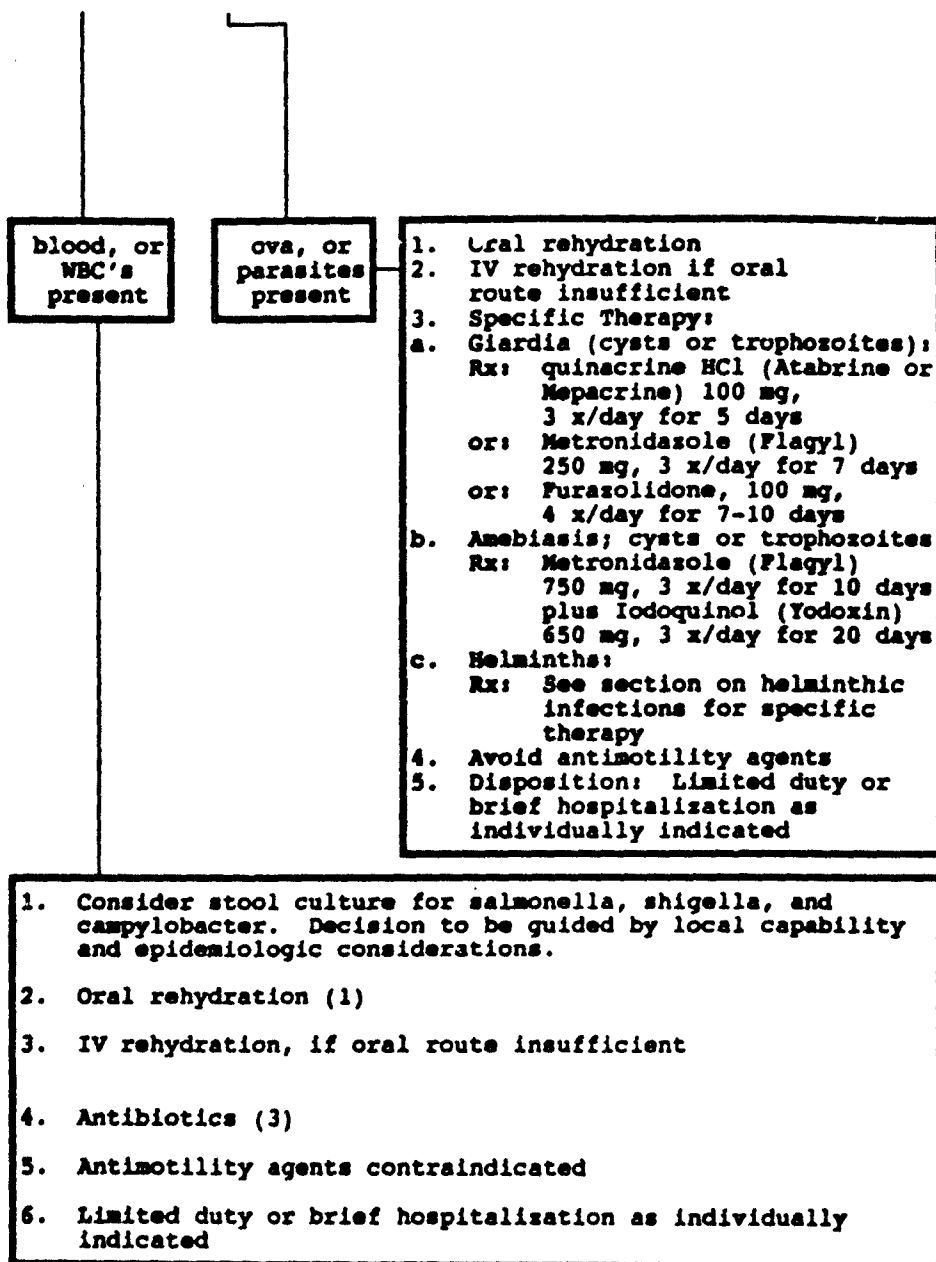 blood, or
WBC's
present
ova, or
parasites
present
1. Oral rehydration
2. IV rehydration if oral
route insufficient
3. Specific Therapy:
a. Giardia (cysts or trophozoites):
Rx: quinacrine HCl (Atabrine or
Mepacrine) 100 mg,
3 x/day for 5 days
or: Metronidazole (Flagyl)
250 mg, 3 x/day for 7 days
or: Furazolidone, 100 mg,
4 x/day for 7-10 days
b. Amebiasis; cysts or trophozoites
Rx: Metronidazole (Flagyl)
750 mg, 3 x/day for 10 days
plus Iodoquinol (Yodoxin)
650 mg, 3 x/day for 20 days
c. Helminths:
Rx: See section on helminthic
infections for specific
therapy
4. Avoid antimotility agents
5. Disposition: Limited duty or
brief hospitalization as
individually indicated
1. Consider stool culture for salmonella, shigella, and
campylobacter. Decision to be guided by local capability
and epidemiologic considerations.
2. Oral rehydration (1)
3. IV rehydration, if oral route insufficient
4. Antibiotics (3)
5. Antimotility agents contraindicated
6. Limited duty or brief hospitalization as individually
indicated